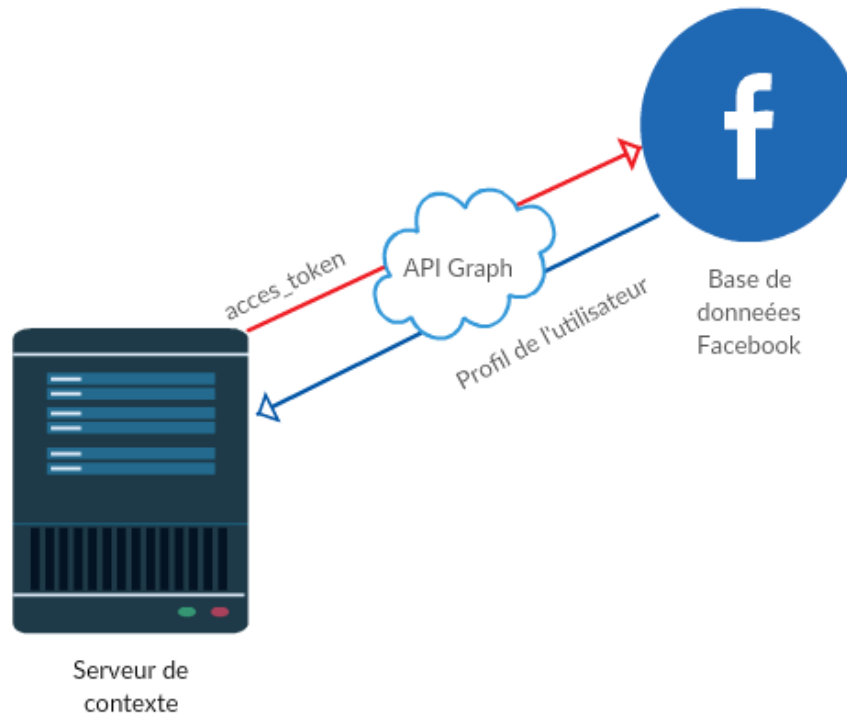 acces_token
API Graph
Profil de l'utilisateur
Base de
donneées
Facebook
Serveur de
contexte